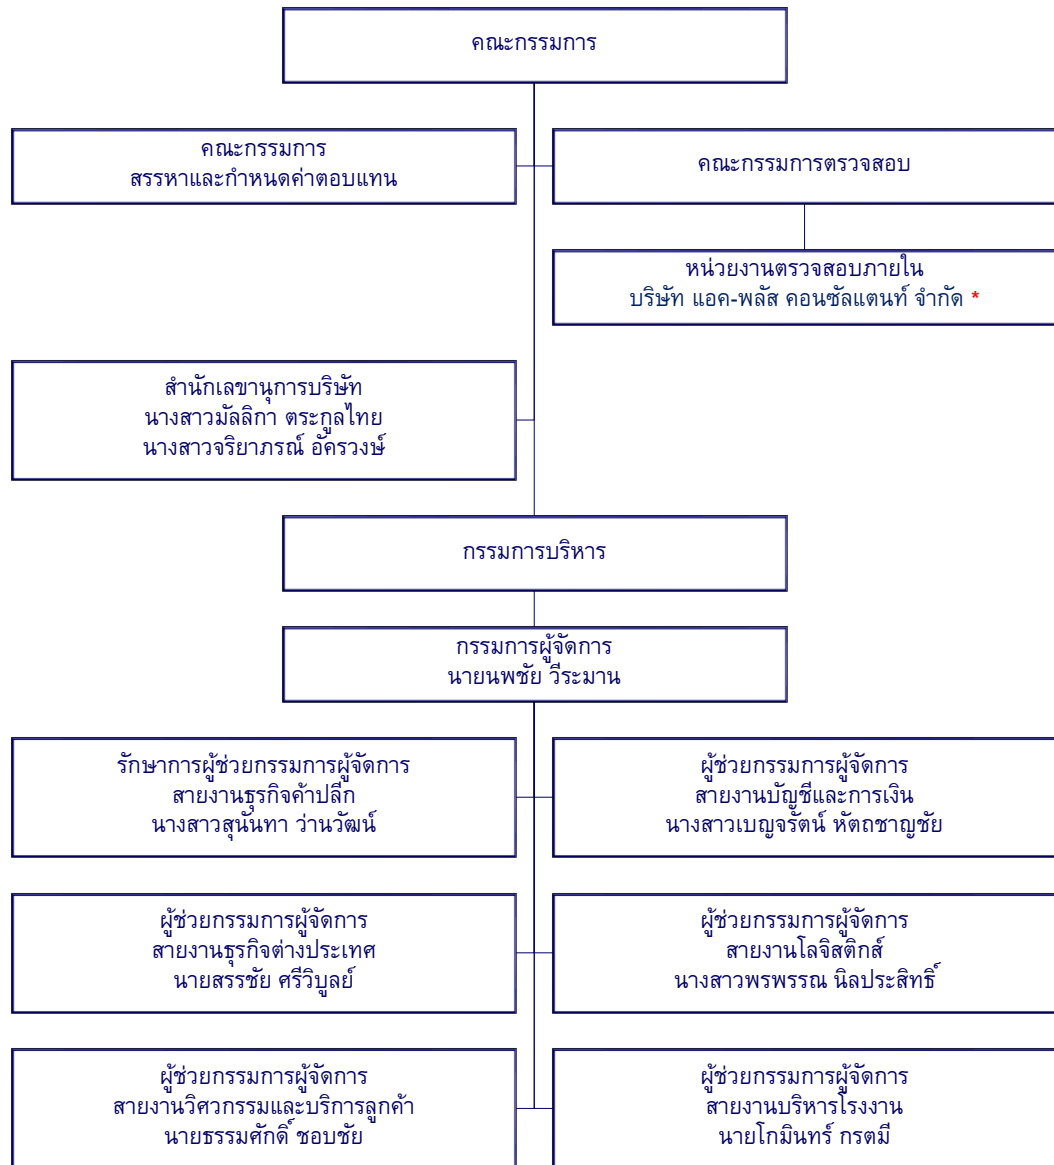 คณะกรรมการ
คณะกรรมการ
สรรหาและกำหนดค่าตอบแทน
คณะกรรมการตรวจสอบ
หน่วยงานตรวจสอบภายใน
บริษัท แอค-พลัส คอนซัลแตนท์ จำกัด *
สำนักเลขานุการบริษัท
นางสาวมัลลิกา ตระกูลไทย
นางสาวจริยาภรณ์ อัครวงษ์
กรรมการบริหาร
กรรมการผู้จัดการ
นายนพชัย วีระมาน
รักษาการผู้ช่วยกรรมการผู้จัดการ
สายงานธุรกิจค้าปลีก
นางสาวสุนันทา ว่านวัฒน์
ผู้ช่วยกรรมการผู้จัดการ
สายงานบัญชีและการเงิน
นางสาวเบญจรัตน์ หัตถชาญชัย
ผู้ช่วยกรรมการผู้จัดการ
สายงานธุรกิจต่างประเทศ
นายสรรชัย ศรีวิบูลย์
ผู้ช่วยกรรมการผู้จัดการ
สายงานโลจิสติกส์
นางสาวพรพรรณ นิลประสิทธิ์
ผู้ช่วยกรรมการผู้จัดการ
สายงานวิศวกรรมและบริการลูกค้า
นายธรรมศักดิ์ ชอบชัย
ผู้ช่วยกรรมการผู้จัดการ
สายงานบริหารโรงงาน
นายโกมินทร์ กรตมี